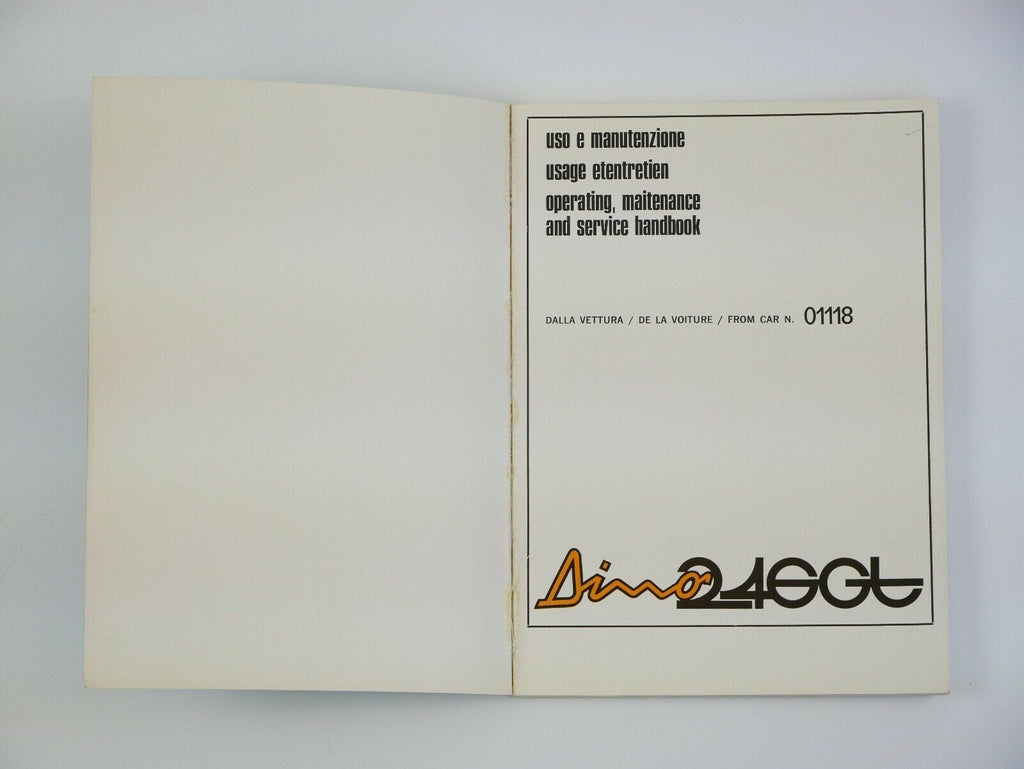 uso e manutenzione
usage etentretien
operating, maitenance
and service handbook
DALLA VETTURA / DE LA VOITURE / FROM CAR N. 01118
Dino 246GT